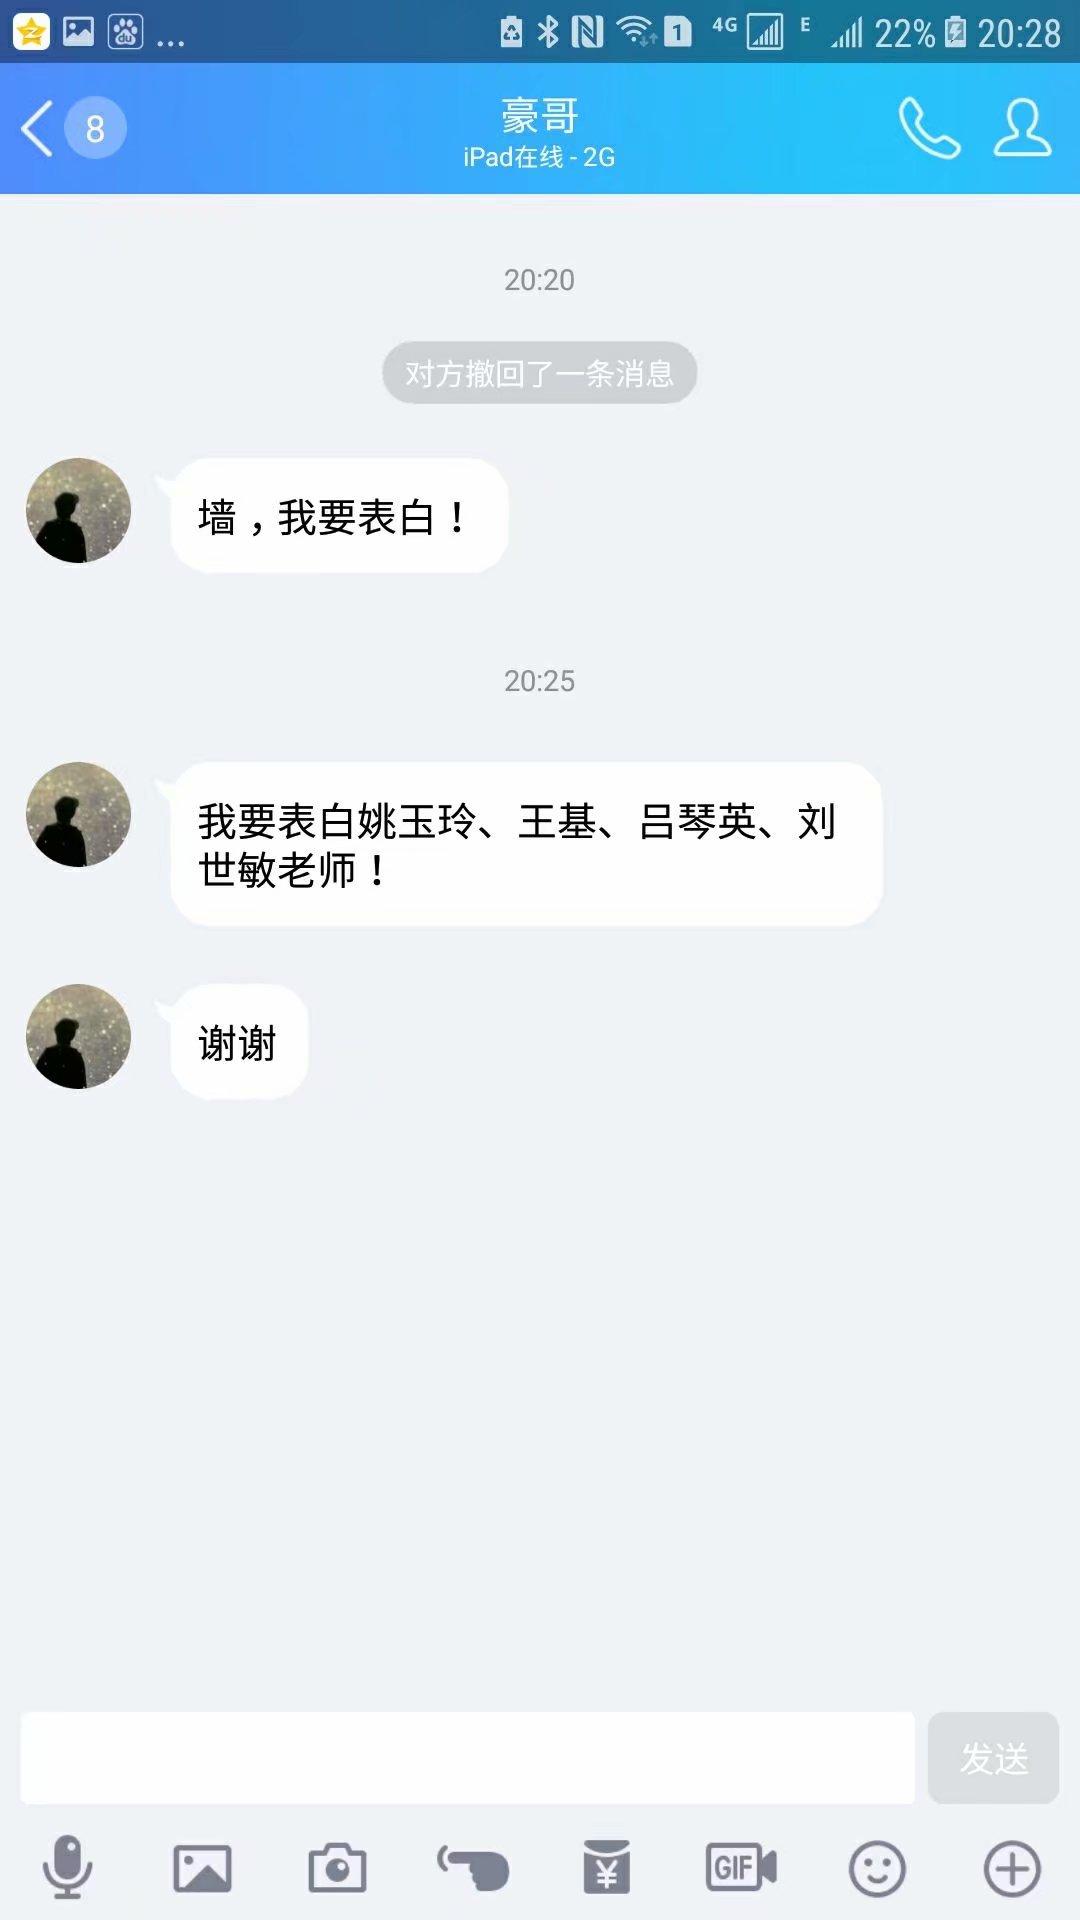 ... 1 4G E 22% 20:28
8
豪哥
iPad在线 - 2G
20:20
对方撤回了一条消息
墙，我要表白！
20:25
我要表白姚玉玲、王基、吕琴英、刘
世敏老师！
谢谢
发送
GIF